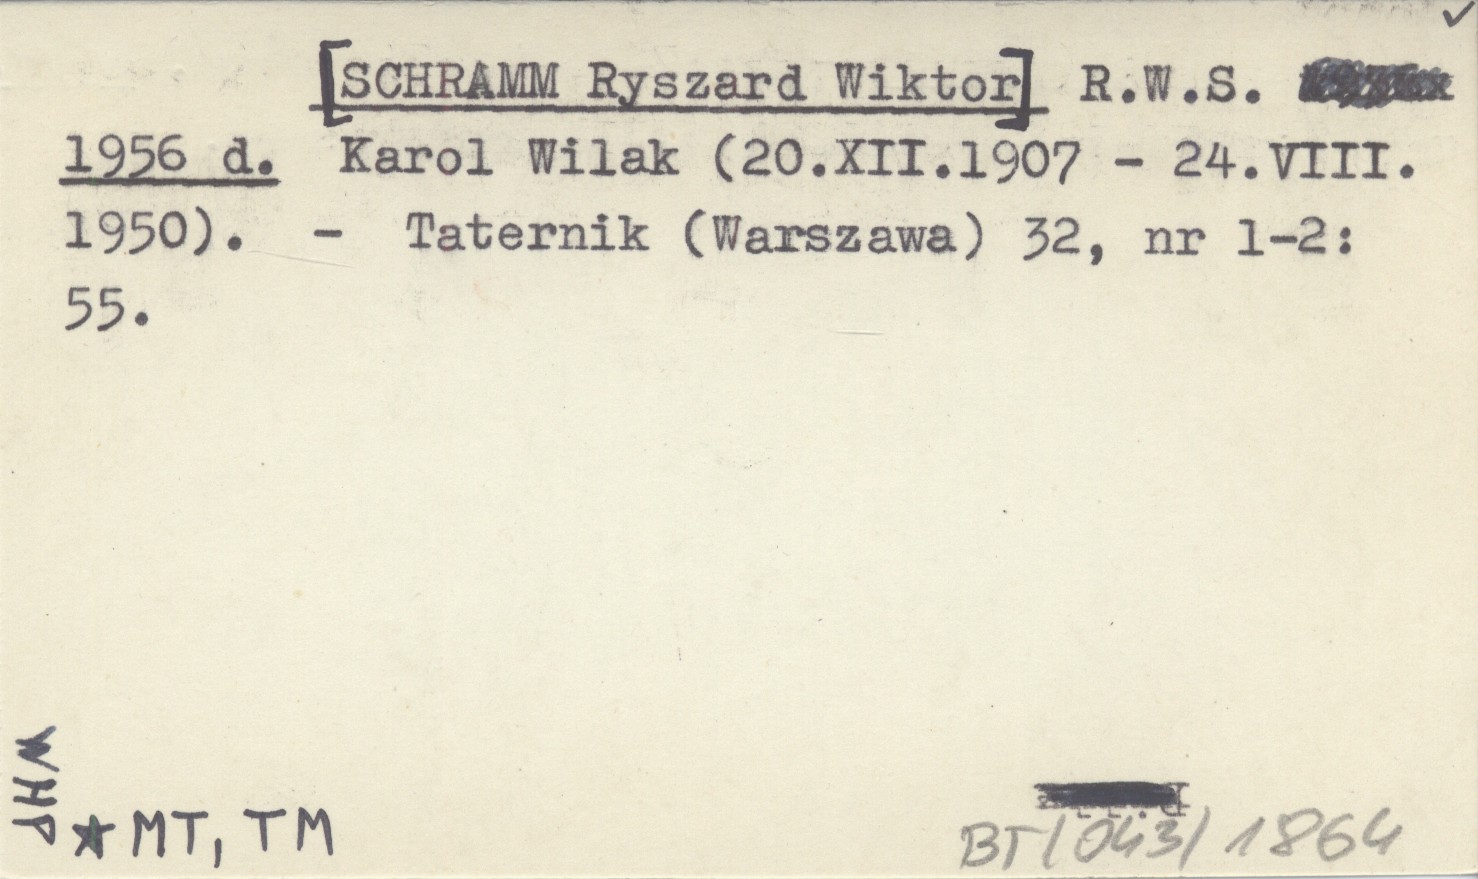 [SCHRAMM Ryszard Wiktor] R.W.S.
1956 d. Karol Wilak (20.XII.1907 - 24.VIII.
1950). - Taternik (Warszawa) 32, nr 1-2:
55.
WHP
MT, TM
BT/043/1864